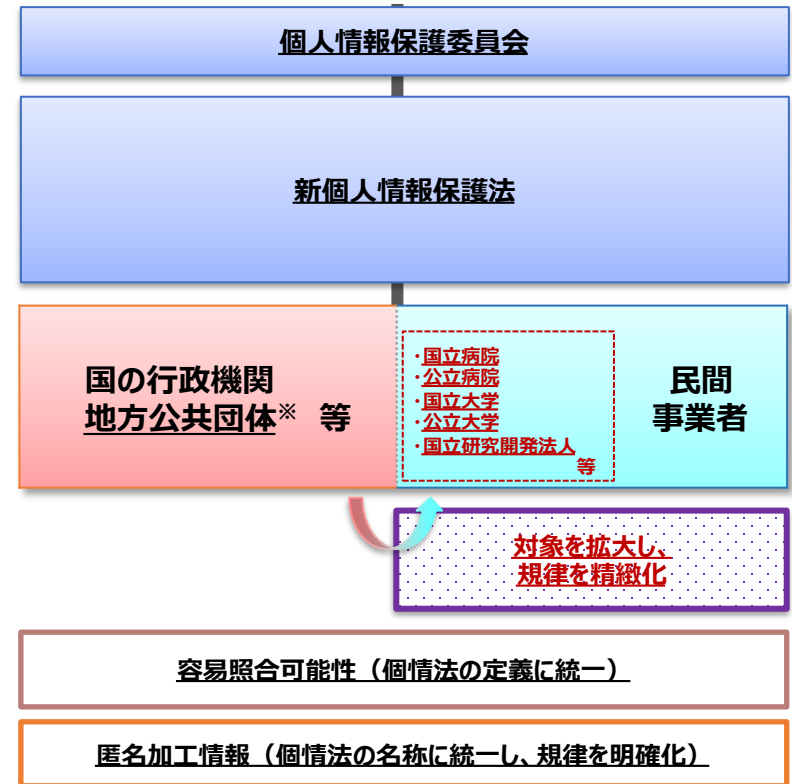 個人情報保護委員会
新個人情報保護法
国の行政機関
地方公共団体※ 等
・国立病院
・公立病院
・国立大学
・公立大学
・国立研究開発法人
等
民間
事業者
対象を拡大し、
規律を精緻化
容易照合可能性（個情法の定義に統一）
匿名加工情報（個情法の名称に統一し、規律を明確化）